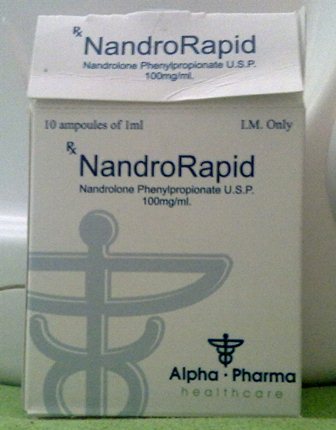 ℞ NandroRapid
Nandrolone Phenylpropionate U.S.P.
100mg/ml.
10 ampoules of 1ml I.M. Only
℞ NandroRapid
Nandrolone Phenylpropionate U.S.P.
100mg/ml.
Alpha · Pharma
healthcare